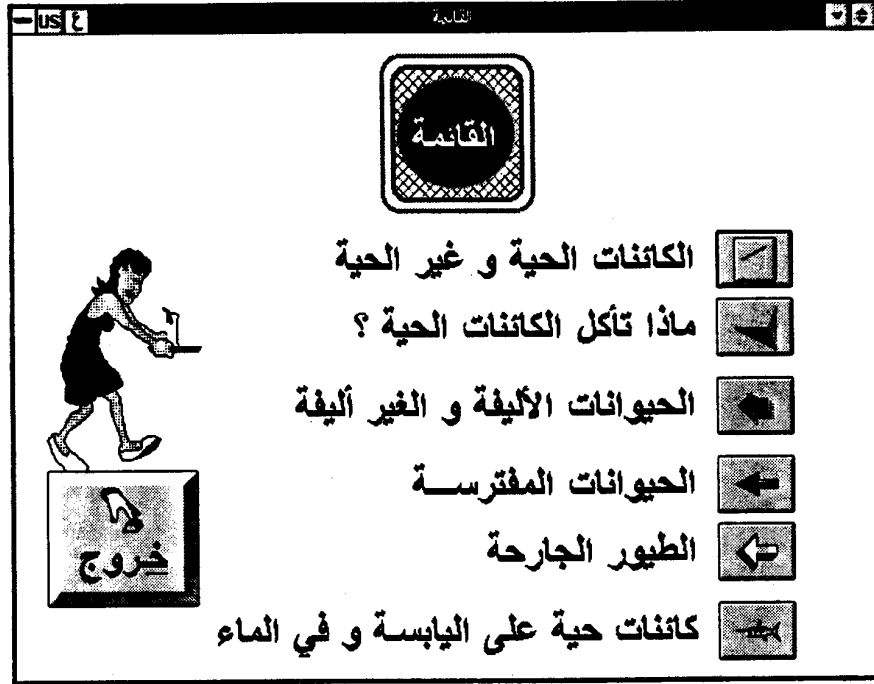 US ع
القائمة
القائمة
الكائنات الحية و غير الحية
ماذا تأكل الكائنات الحية ؟
الحيوانات الأليفة و الغير أليفة
الحيوانات المفترســة
الطيور الجارحة
كائنات حية على اليابسة و في الماء
خروج